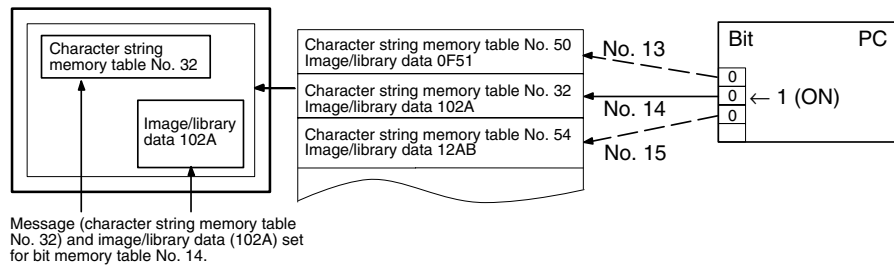 Character string
memory table No. 32
Image/library
data 102A
Message (character string memory table
No. 32) and image/library data (102A) set
for bit memory table No. 14.
Character string memory table No. 50
Image/library data 0F51
Character string memory table No. 32
Image/library data 102A
Character string memory table No. 54
Image/library data 12AB
No. 13
No. 14
No. 15
Bit
PC
0
0
0
← 1 (ON)